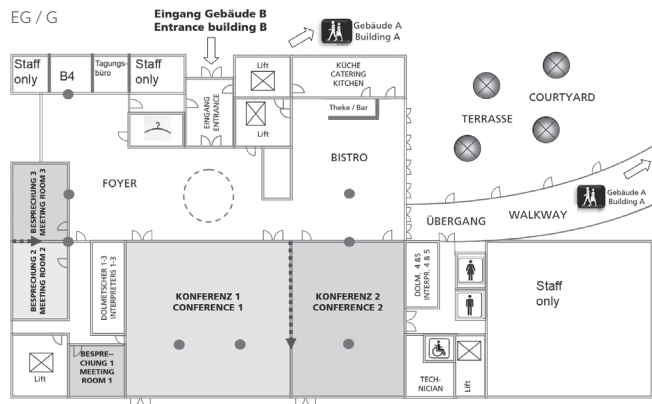 EG / G
Eingang Gebäude B
Entrance building B
Gebäude A
Building A
Staff
only
B4
Tagungs-
büro
Staff
only
EINGANG
ENTRANCE
Lift
Lift
KÜCHE
CATERING
KITCHEN
Theke / Bar
?
FOYER
BISTRO
TERRASSE
COURTYARD
Gebäude A
Building A
ÜBERGANG
WALKWAY
BESPRECHUNG 3
MEETING ROOM 3
BESPRECHUNG 2
MEETING ROOM 2
DOLMETSCHER 1-3
INTERPRETERS 1-3
KONFERENZ 1
CONFERENCE 1
KONFERENZ 2
CONFERENCE 2
DOLM. 4 &5
INTERPR. 4 & 5
Staff
only
Lift
BESPRE--
CHUNG 1
MEETING
ROOM 1
TECH-
NICIAN
Lift